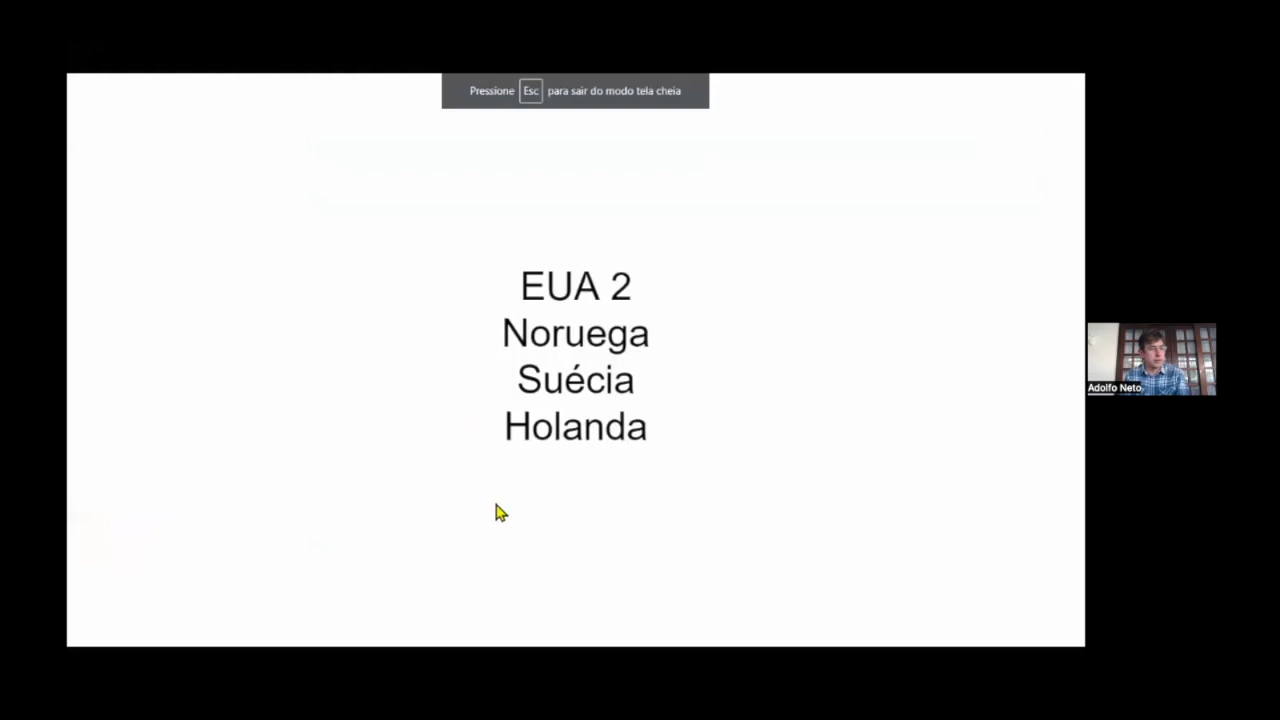 Pressione Esc para sair do modo tela cheia
EUA 2
Noruega
Suécia
Holanda
Adolfo Neto